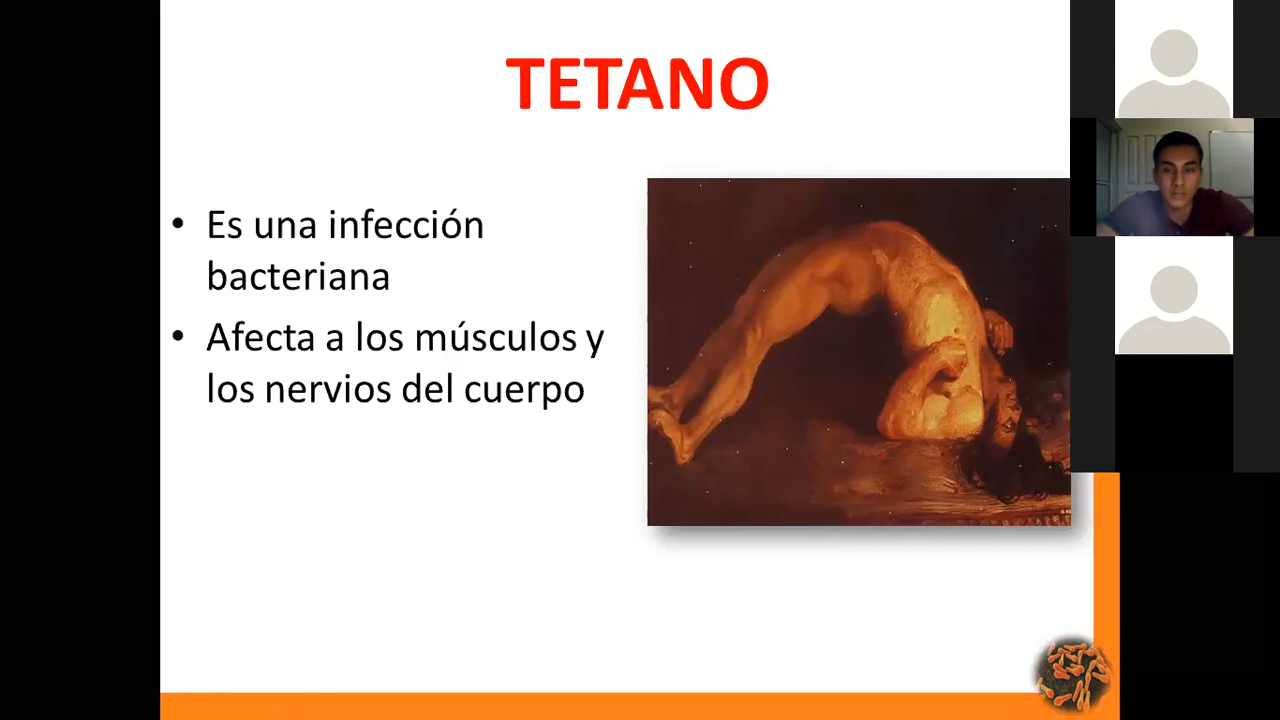 TETANO
• Es una infección
bacteriana
• Afecta a los músculos y
los nervios del cuerpo